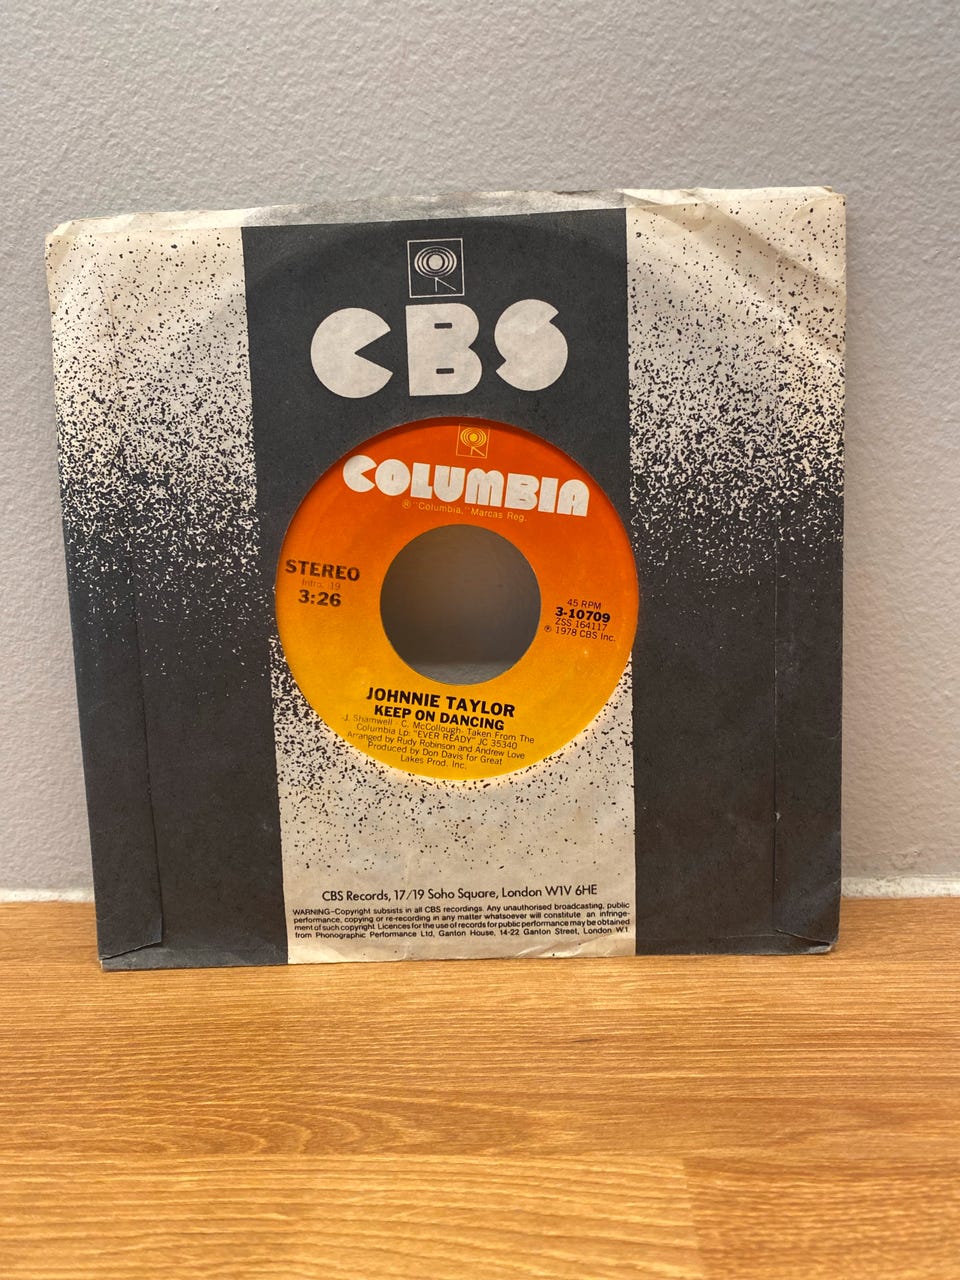 CBS
COLUMBIA
® "Columbia," Marcas Reg.
STEREO
Intro. :19
3:26
45 RPM
3-10709
ZSS 164117
℗ 1978 CBS Inc.
JOHNNIE TAYLOR
KEEP ON DANCING
-J. Shamwell - C. McCollough- Taken From The
Columbia Lp: "EVER READY" JC 35340
Arranged by Rudy Robinson and Andrew Love
Produced by Don Davis for Great
Lakes Prod. Inc.
CBS Records, 17/19 Soho Square, London W1V 6HE
WARNING–Copyright subsists in all CBS recordings. Any unauthorised broadcasting, public
performance, copying or re-recording in any matter whatsoever will constitute an infringe-
ment of such copyright. Licences for the use of records for public performance may be obtained
from Phonographic Performance Ltd, Ganton House, 14-22 Ganton Street, London W.1.